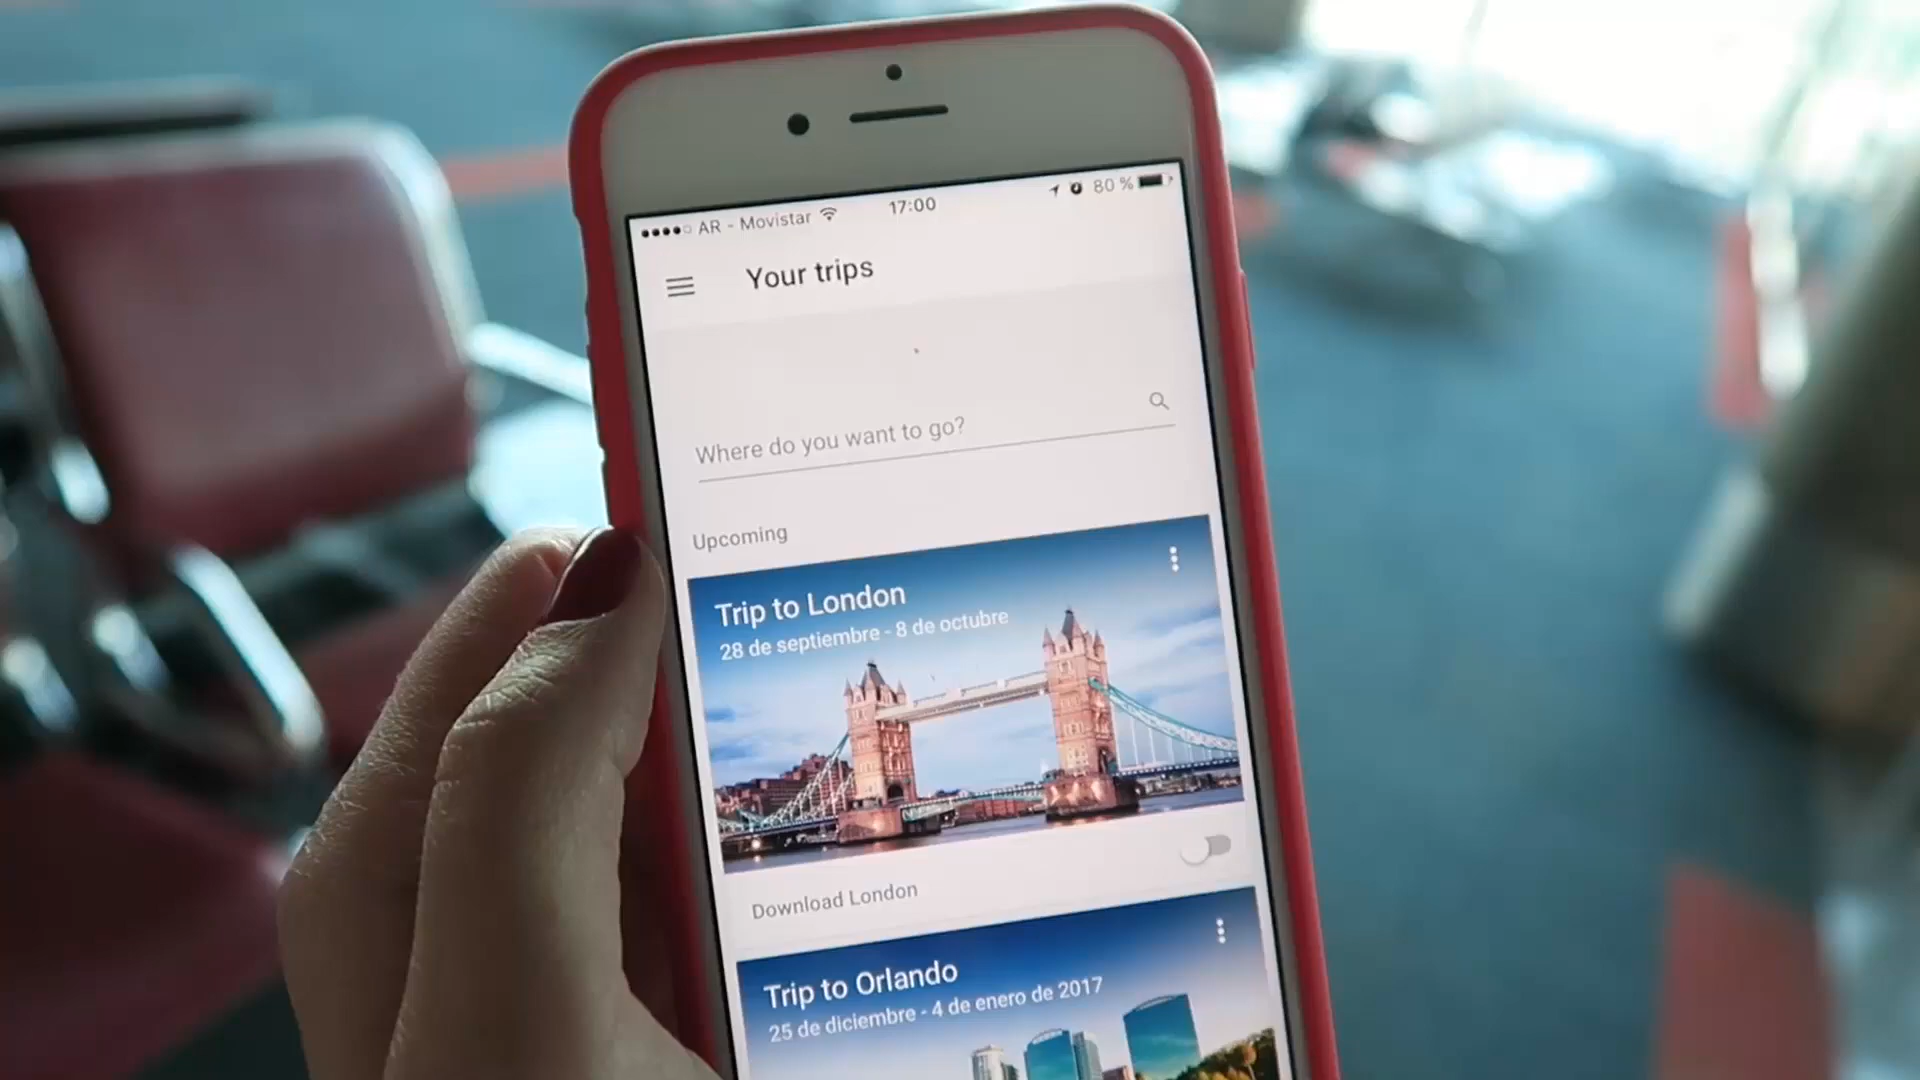 AR - Movistar 17:00 80 %
Your trips
Where do you want to go?
Upcoming
Trip to London
28 de septiembre - 8 de octubre
Download London
Trip to Orlando
25 de diciembre - 4 de enero de 2017